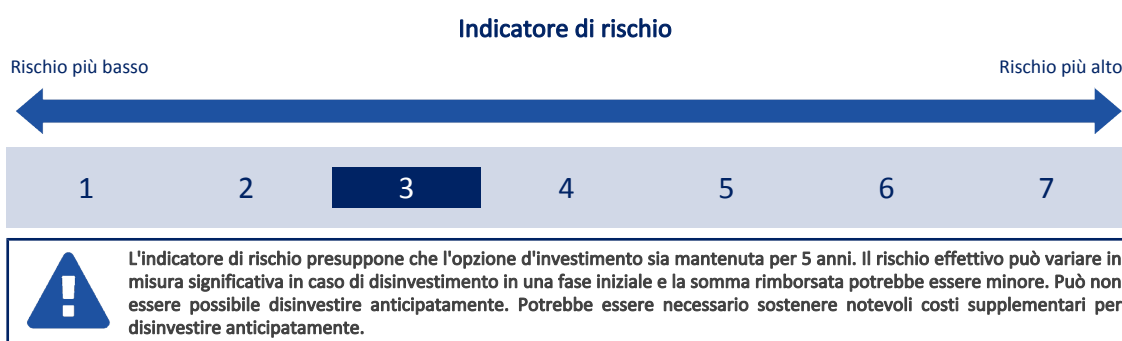 Indicatore di rischio
Rischio più basso
Rischio più alto
1 2 3 4 5 6 7
L'indicatore di rischio presuppone che l'opzione d'investimento sia mantenuta per 5 anni. Il rischio effettivo può variare in
misura significativa in caso di disinvestimento in una fase iniziale e la somma rimborsata potrebbe essere minore. Può non
essere possibile disinvestire anticipatamente. Potrebbe essere necessario sostenere notevoli costi supplementari per
disinvestire anticipatamente.